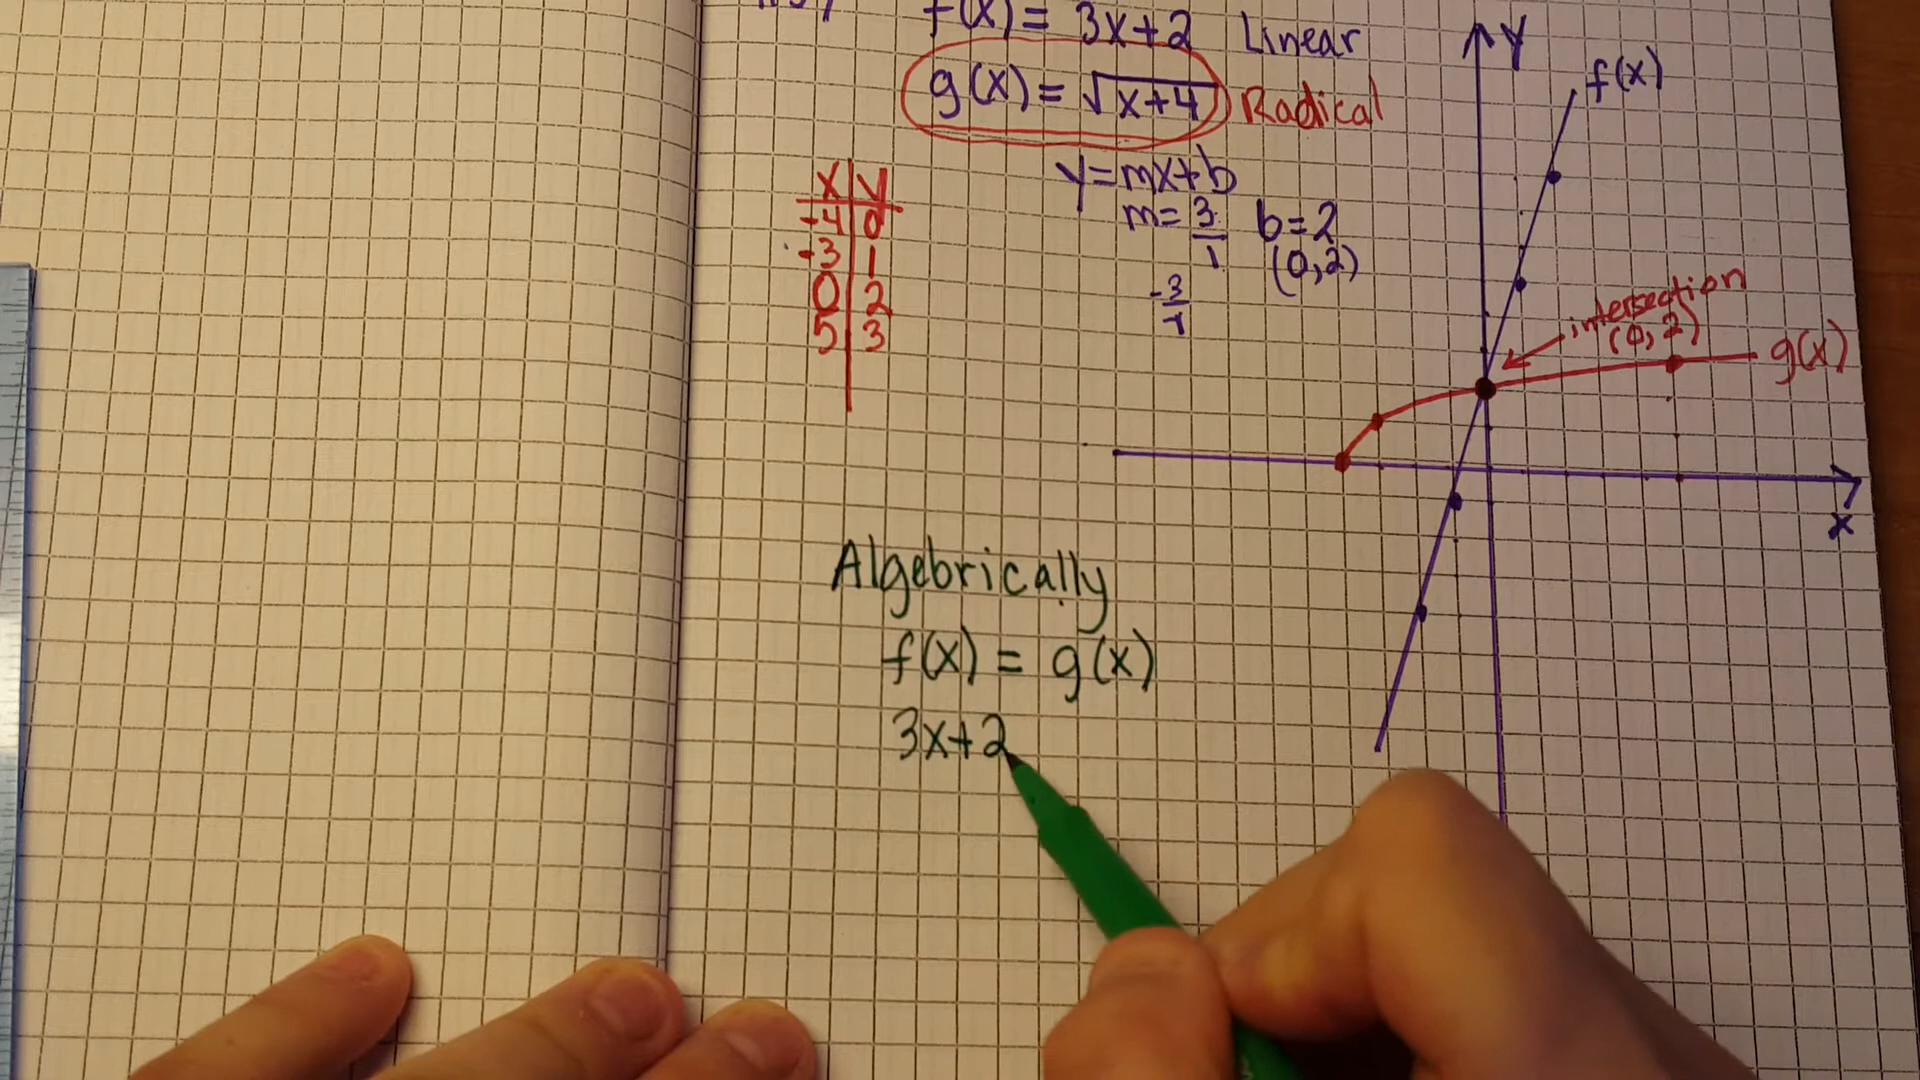 f(x) = 3x+2 Linear
g(x) = √x+4 Radical
y=mx+b
m= 3/1 b=2
(0,2)
-3/-1
x y
-4 0
-3 1
0 2
5 3
Y
f(x)
intersection
(0,2)
g(x)
x
Algebrically
f(x) = g(x)
3x+2